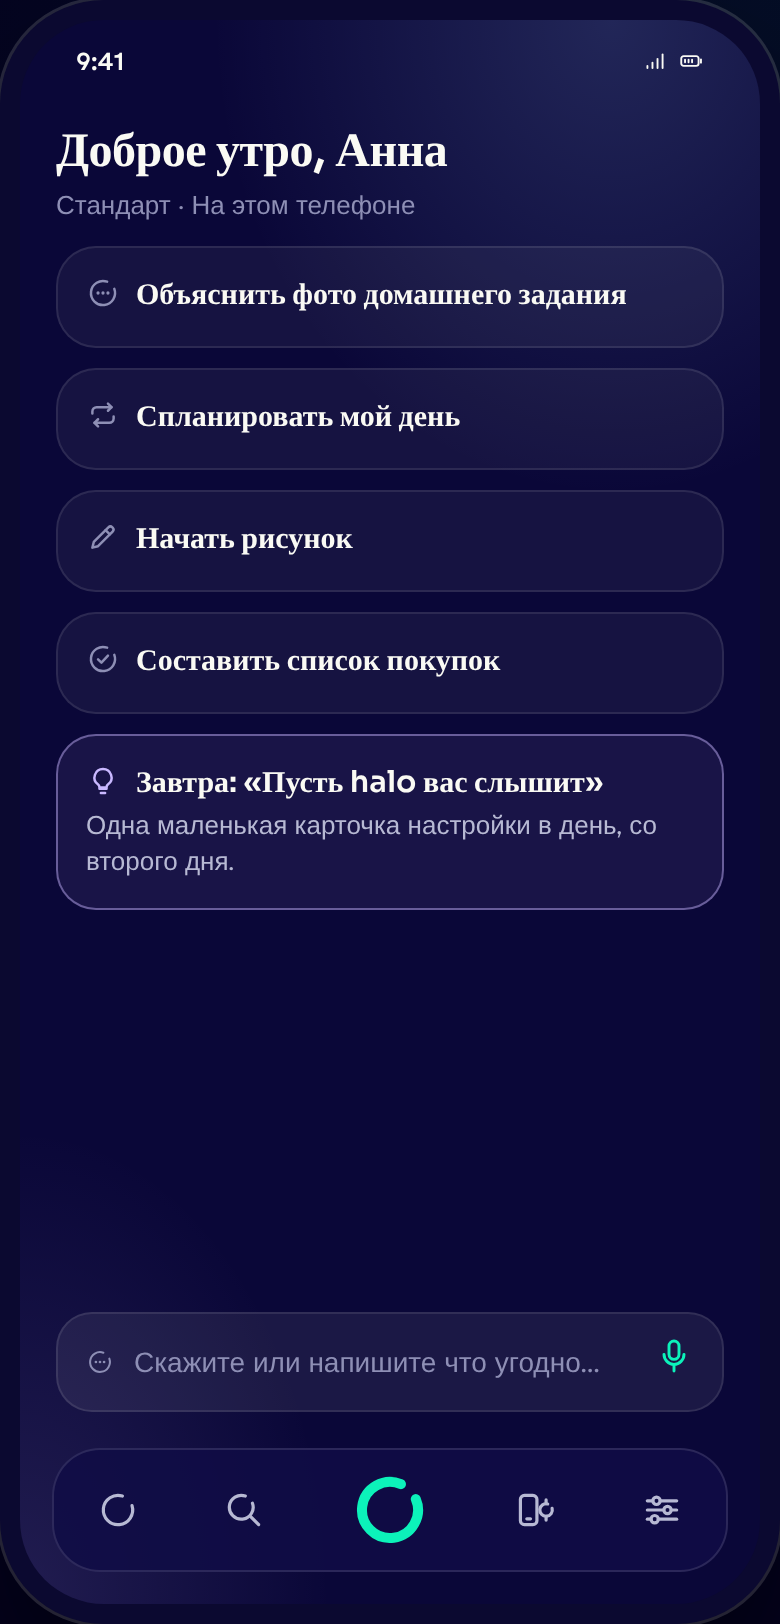 9:41
Доброе утро, Анна
Стандарт · На этом телефоне
Объяснить фото домашнего задания
Спланировать мой день
Начать рисунок
Составить список покупок
Завтра: «Пусть halo вас слышит»
Одна маленькая карточка настройки в день, со
второго дня.
Скажите или напишите что угодно...